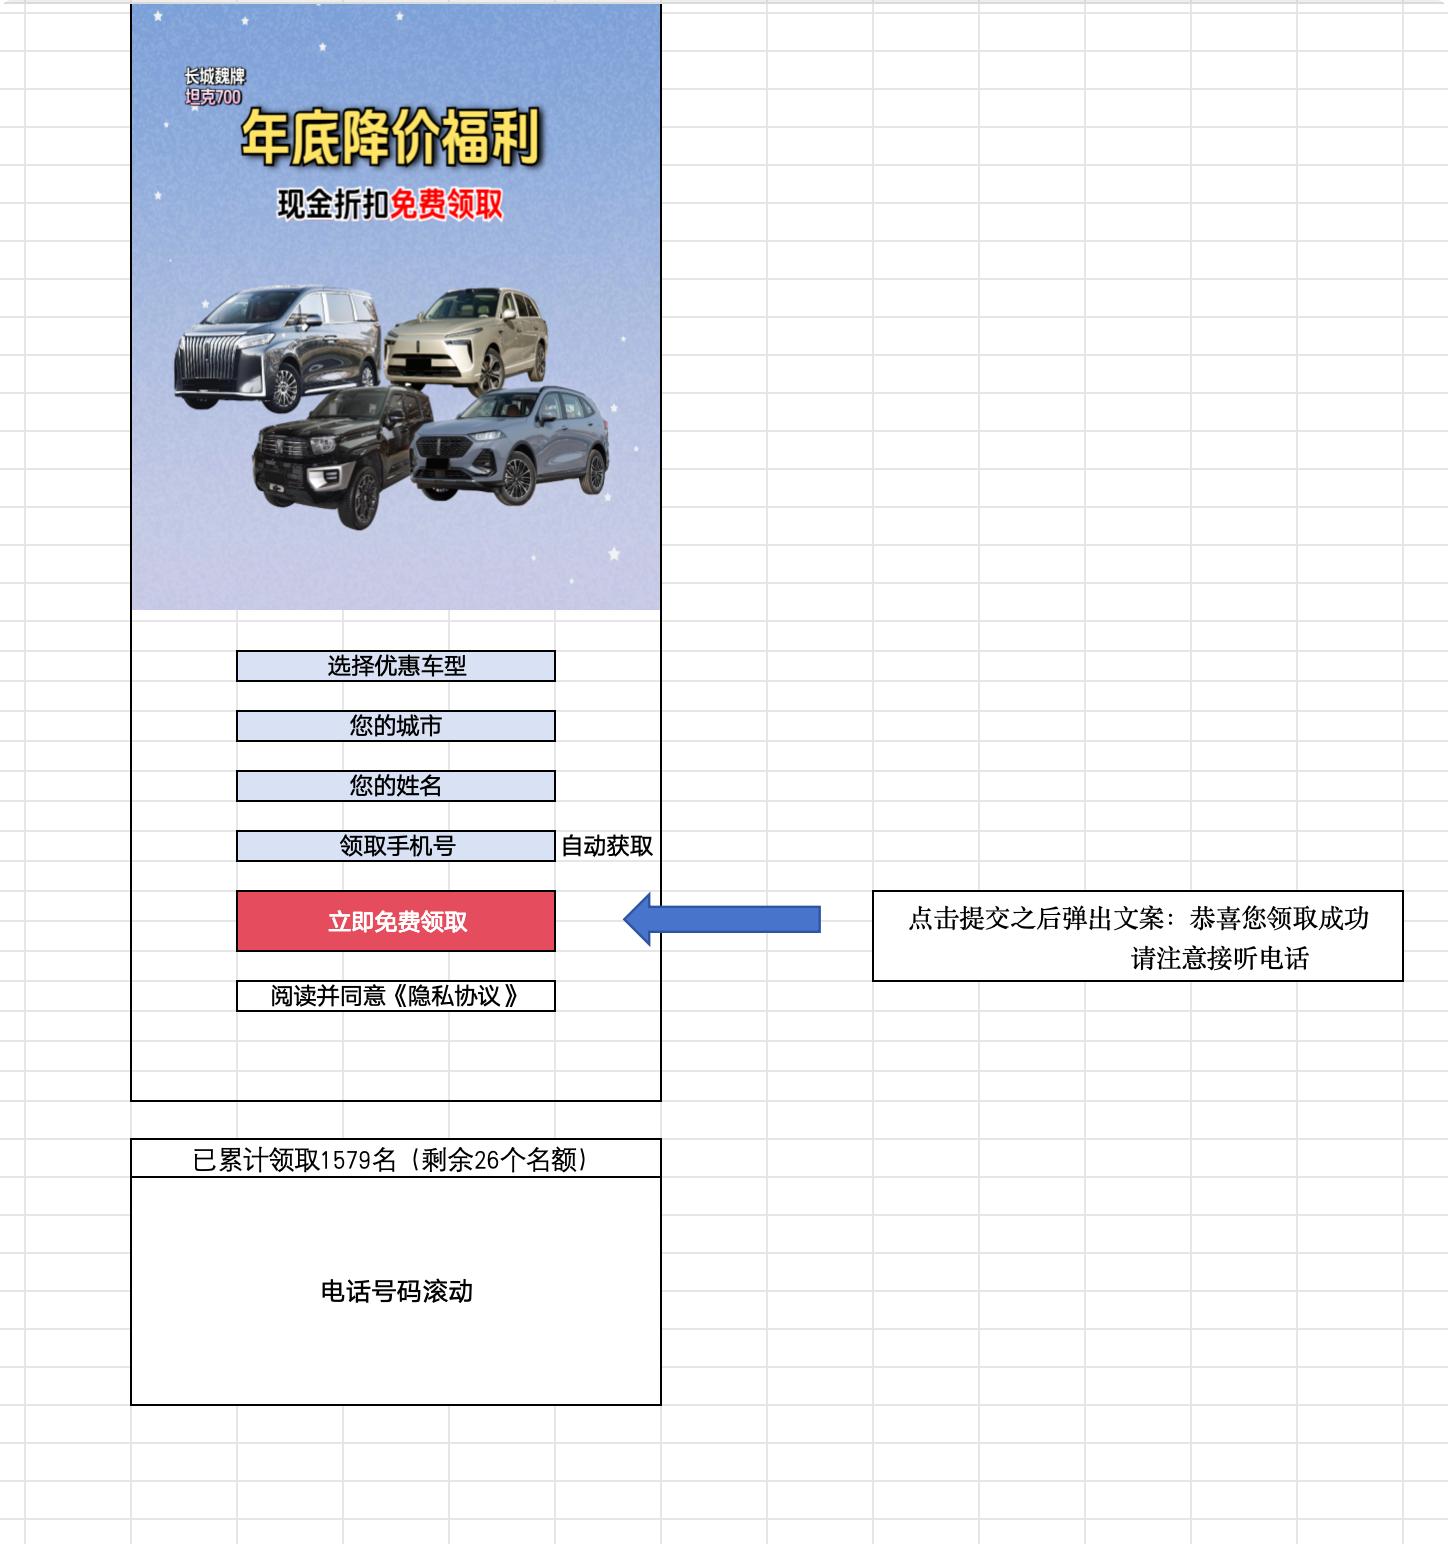 长城魏牌
坦克700
年底降价福利
现金折扣免费领取
选择优惠车型
您的城市
您的姓名
领取手机号 自动获取
立即免费领取
点击提交之后弹出文案：恭喜您领取成功
请注意接听电话
阅读并同意《隐私协议》
已累计领取1579名（剩余26个名额）
电话号码滚动